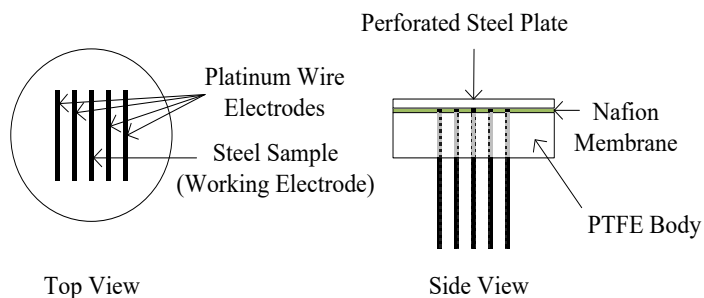 Perforated Steel Plate
Platinum Wire
Electrodes
Steel Sample
(Working Electrode)
Nafion
Membrane
PTFE Body
Top View
Side View